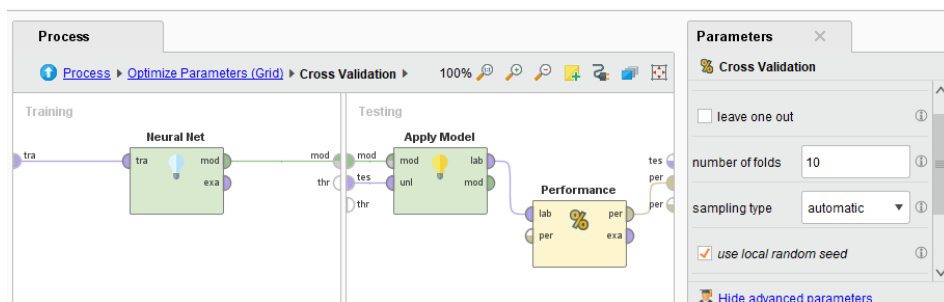 Process
Process ▸ Optimize Parameters (Grid) ▸ Cross Validation ▸
100%
Training
Neural Net
tra
tra
mod
exa
mod
thr
Testing
Apply Model
mod
tes
thr
mod
unl
lab
mod
Performance
lab
per
per
exa
tes
per
per
Parameters
% Cross Validation
leave one out
number of folds 10
sampling type automatic
use local random seed
Hide advanced parameters